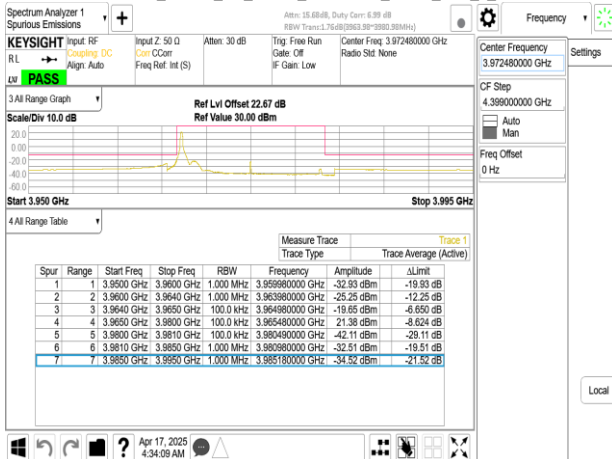 Spectrum Analyzer 1
Spurious Emissions
Attn: 15.68dB, Duty Corr: 6.99 dB
RBW Trans:1.76dB(3963.98~3980.98MHz)
Frequency
KEYSIGHT Input: RF Input Z: 50 Ω Atten: 30 dB Trig: Free Run Center Freq: 3.972480000 GHz
RL Coupling: DC Corr CCorr Gate: Off Radio Std: None
Align: Auto Freq Ref: Int (S) IF Gain: Low
LXI PASS
Center Frequency
3.972480000 GHz
Settings
CF Step
4.399000000 GHz
Auto
Man
Freq Offset
0 Hz
3 All Range Graph
Ref Lvl Offset 22.67 dB
Scale/Div 10.0 dB Ref Value 30.00 dBm
20.0
0.00
-20.0
-40.0
-60.0
Start 3.950 GHz Stop 3.995 GHz
4 All Range Table
Measure Trace Trace 1
Trace Type Trace Average (Active)
Spur Range Start Freq Stop Freq RBW Frequency Amplitude ΔLimit
1 1 3.9500 GHz 3.9600 GHz 1.000 MHz 3.959980000 GHz -32.93 dBm -19.93 dB
2 2 3.9600 GHz 3.9640 GHz 1.000 MHz 3.963980000 GHz -25.25 dBm -12.25 dB
3 3 3.9640 GHz 3.9650 GHz 100.0 kHz 3.964980000 GHz -19.65 dBm -6.650 dB
4 4 3.9650 GHz 3.9800 GHz 100.0 kHz 3.965480000 GHz 21.38 dBm -8.624 dB
5 5 3.9800 GHz 3.9810 GHz 100.0 kHz 3.980490000 GHz -42.11 dBm -29.11 dB
6 6 3.9810 GHz 3.9850 GHz 1.000 MHz 3.980980000 GHz -32.51 dBm -19.51 dB
7 7 3.9850 GHz 3.9950 GHz 1.000 MHz 3.985180000 GHz -34.52 dBm -21.52 dB
Local
Apr 17, 2025
4:34:09 AM